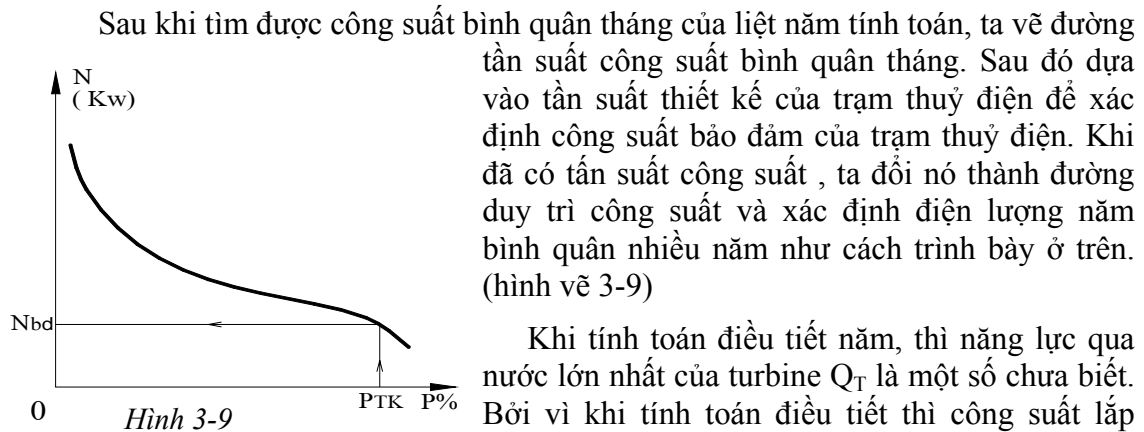 Sau khi tìm được công suất bình quân tháng của liệt năm tính toán, ta vẽ đường
tần suất công suất bình quân tháng. Sau đó dựa
vào tần suất thiết kế của trạm thuỷ điện để xác
định công suất bảo đảm của trạm thuỷ điện. Khi
đã có tấn suất công suất , ta đổi nó thành đường
duy trì công suất và xác định điện lượng năm
bình quân nhiều năm như cách trình bày ở trên.
(hình vẽ 3-9)
Khi tính toán điều tiết năm, thì năng lực qua
nước lớn nhất của turbine QT là một số chưa biết.
Bởi vì khi tính toán điều tiết thì công suất lắp
N
( Kw)
Nbd
0
PTK
P%
Hình 3-9